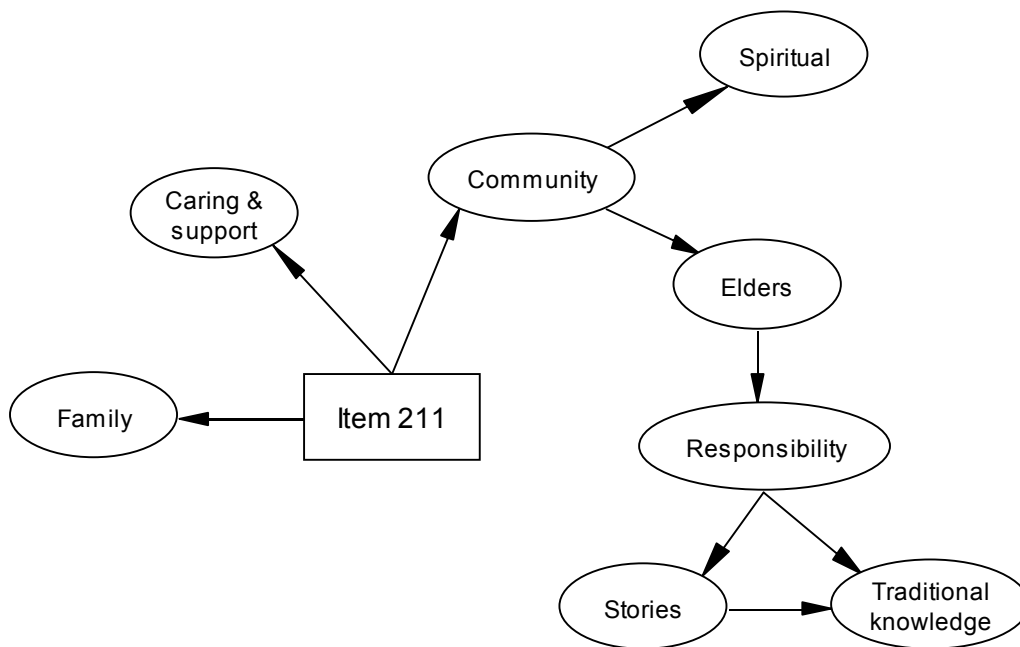 Spiritual
Community
Caring &
support
Elders
Family
Item 211
Responsibility
Stories
Traditional
knowledge